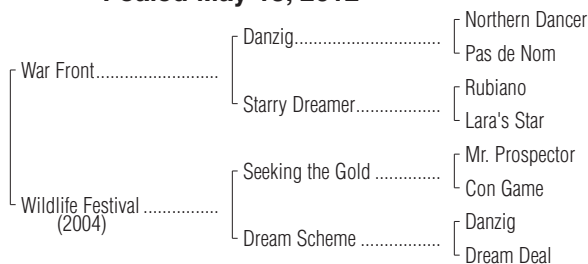 Foaled May 2012
Northern Dancer
Danzig
Pas de Nom
War Front
Rubiano
Starry Dreamer
Lara's Star
Mr. Prospector
Seeking the Gold
Con Game
Wildlife Festival
(2004)
Danzig
Dream Scheme
Dream Deal